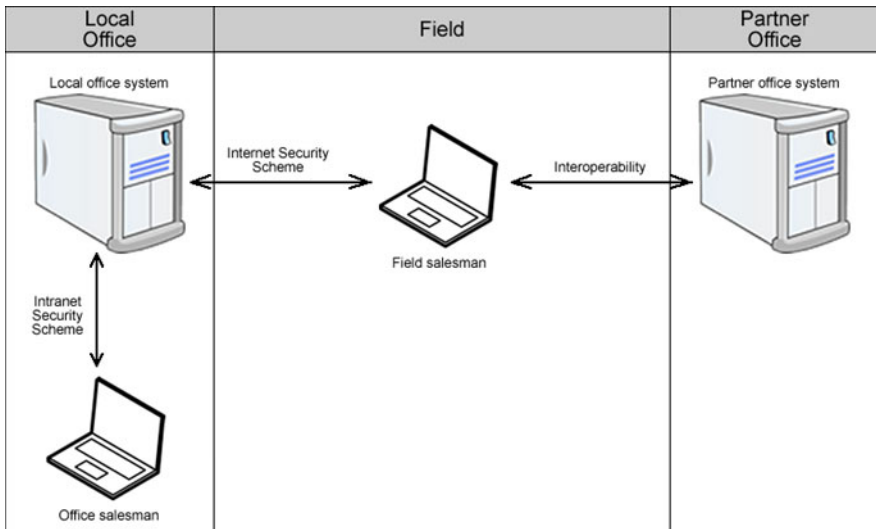 Local
Office
Field
Partner
Office
Local office system
Partner office system
Internet Security
Scheme
Interoperability
Field salesman
Intranet
Security
Scheme
Office salesman